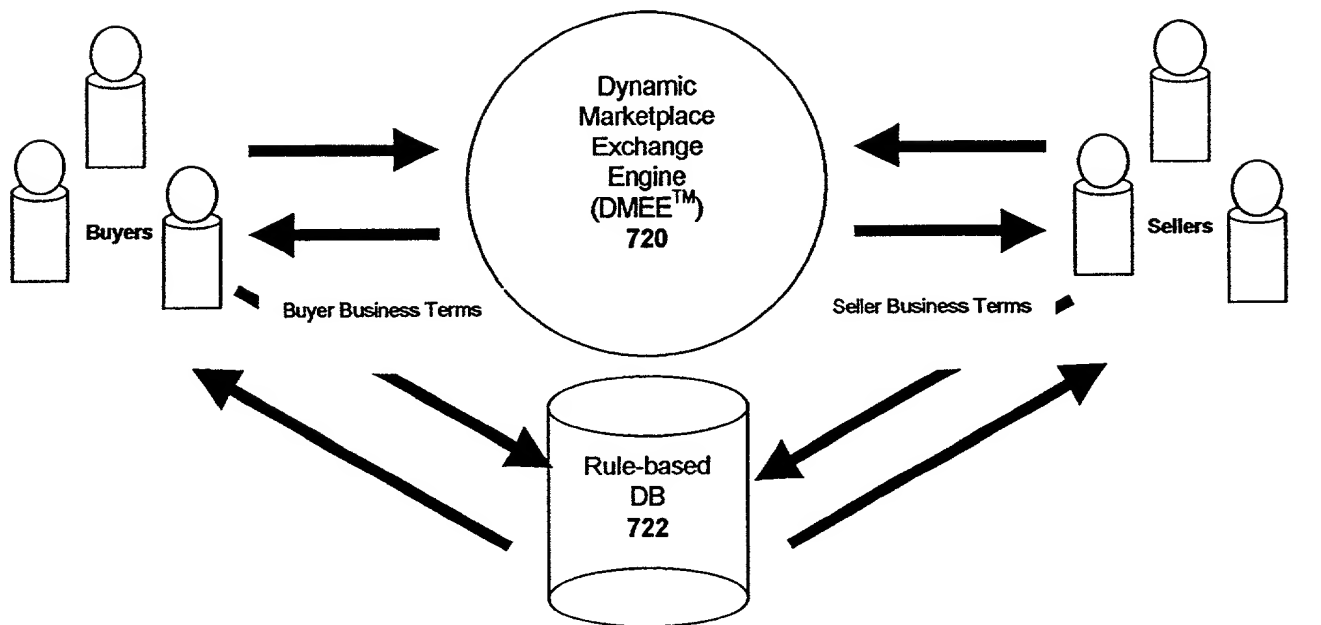 Dynamic
Marketplace
Exchange
Engine
(DMEE™)
720
Buyers
Sellers
Buyer Business Terms
Seller Business Terms
Rule-based
DB
722